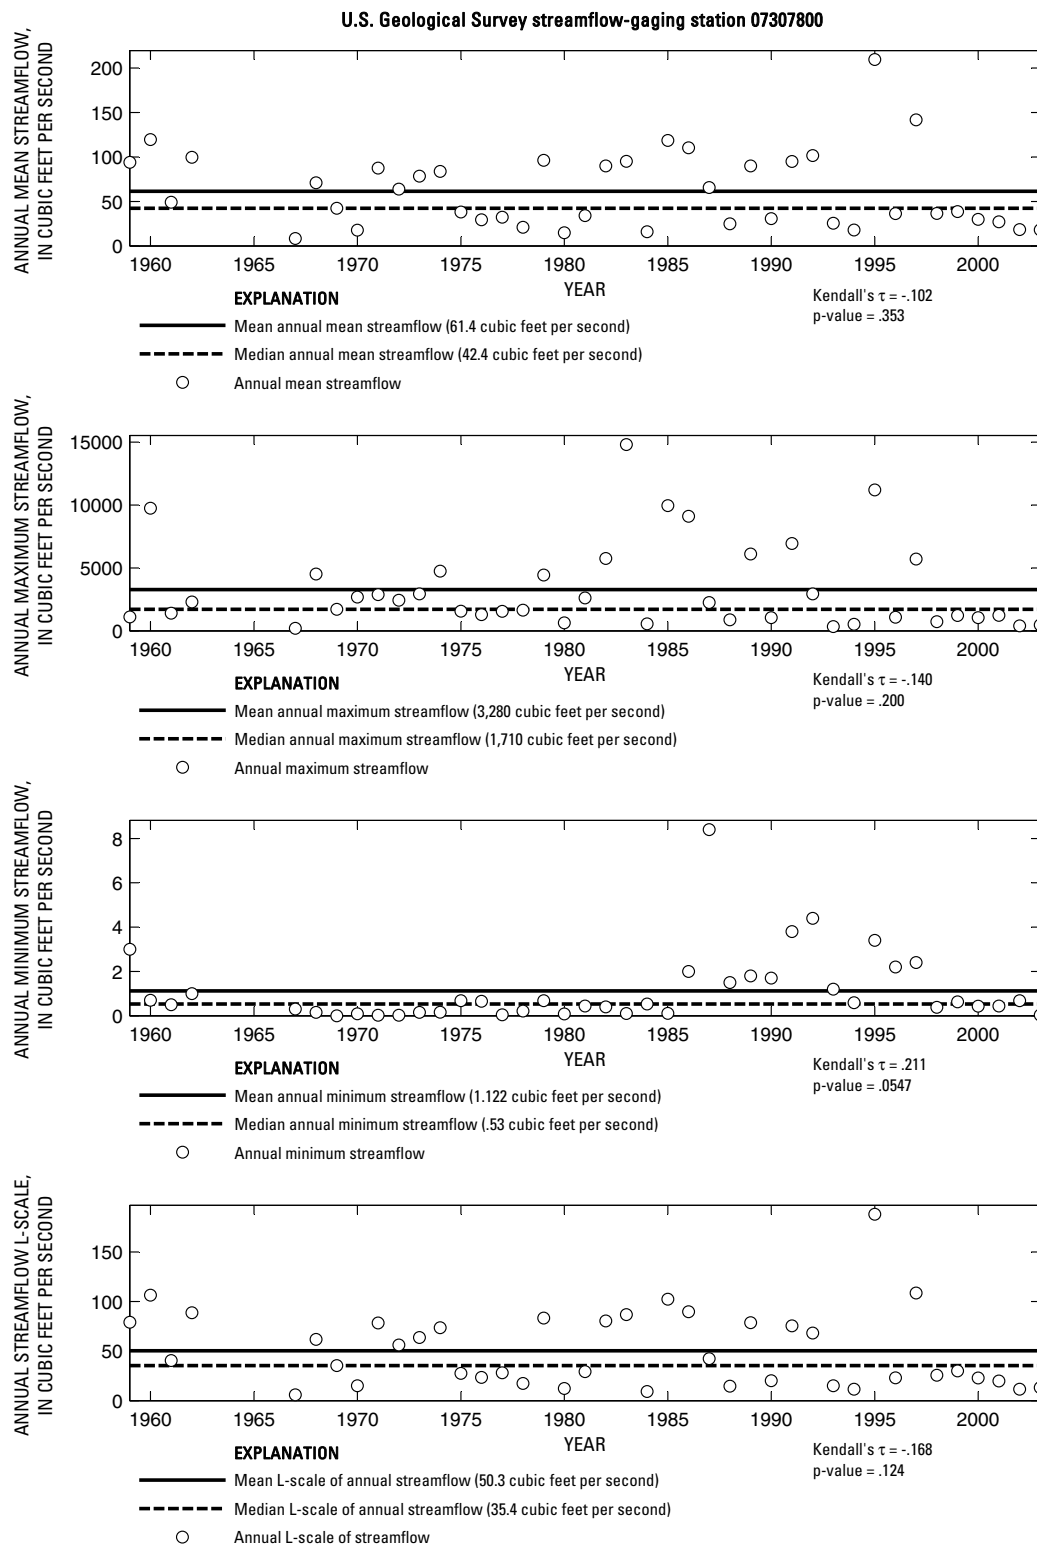 U.S. Geological Survey streamflow-gaging station 07307800
ANNUAL MEAN STREAMFLOW,
IN CUBIC FEET PER SECOND
200
150
100
50
0
1960 1965 1970 1975 1980 1985 1990 1995 2000
YEAR
EXPLANATION
Mean annual mean streamflow (61.4 cubic feet per second)
Median annual mean streamflow (42.4 cubic feet per second)
Annual mean streamflow
Kendall's τ = -.102
p-value = .353
ANNUAL MAXIMUM STREAMFLOW,
IN CUBIC FEET PER SECOND
15000
10000
5000
0
1960 1965 1970 1975 1980 1985 1990 1995 2000
YEAR
EXPLANATION
Mean annual maximum streamflow (3,280 cubic feet per second)
Median annual maximum streamflow (1,710 cubic feet per second)
Annual maximum streamflow
Kendall's τ = -.140
p-value = .200
ANNUAL MINIMUM STREAMFLOW,
IN CUBIC FEET PER SECOND
8
6
4
2
0
1960 1965 1970 1975 1980 1985 1990 1995 2000
YEAR
EXPLANATION
Mean annual minimum streamflow (1.122 cubic feet per second)
Median annual minimum streamflow (.53 cubic feet per second)
Annual minimum streamflow
Kendall's τ = .211
p-value = .0547
ANNUAL STREAMFLOW L-SCALE,
IN CUBIC FEET PER SECOND
150
100
50
0
1960 1965 1970 1975 1980 1985 1990 1995 2000
YEAR
EXPLANATION
Mean L-scale of annual streamflow (50.3 cubic feet per second)
Median L-scale of annual streamflow (35.4 cubic feet per second)
Annual L-scale of streamflow
Kendall's τ = -.168
p-value = .124